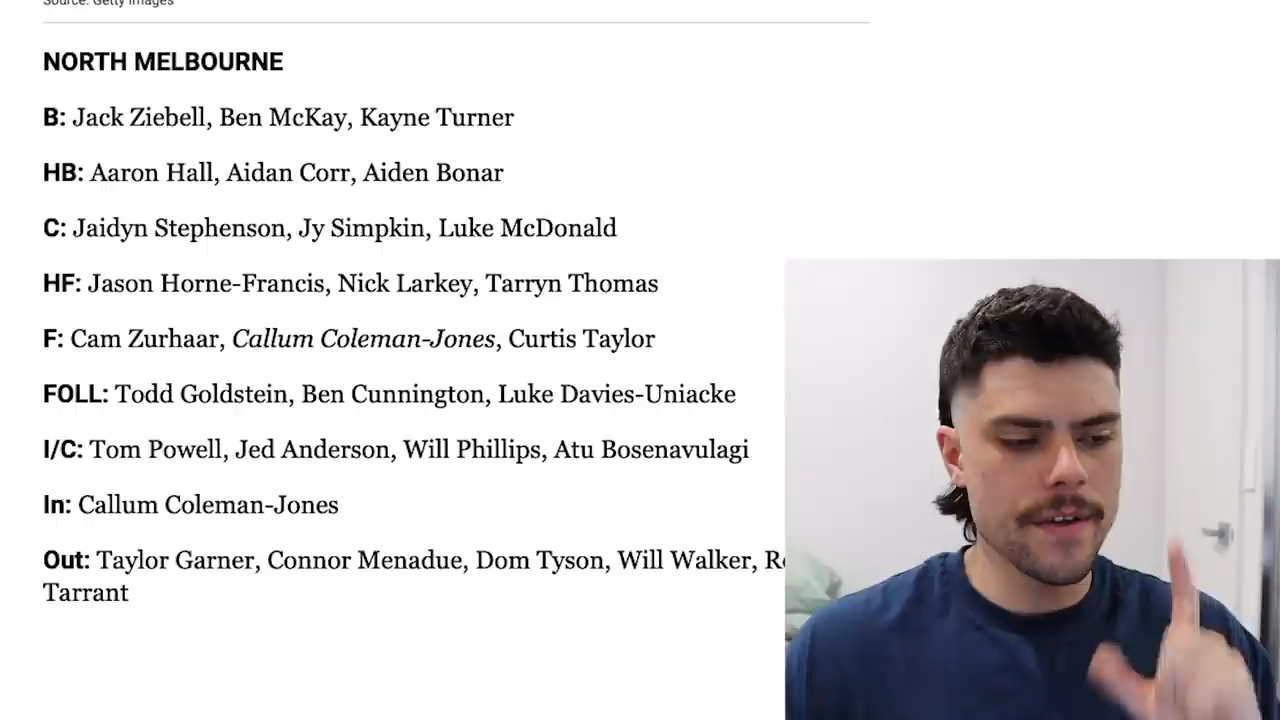 Source: Getty Images
NORTH MELBOURNE
B: Jack Ziebell, Ben McKay, Kayne Turner
HB: Aaron Hall, Aidan Corr, Aiden Bonar
C: Jaidyn Stephenson, Jy Simpkin, Luke McDonald
HF: Jason Horne-Francis, Nick Larkey, Tarryn Thomas
F: Cam Zurhaar, Callum Coleman-Jones, Curtis Taylor
FOLL: Todd Goldstein, Ben Cunnington, Luke Davies-Uniacke
I/C: Tom Powell, Jed Anderson, Will Phillips, Atu Bosenavulagi
In: Callum Coleman-Jones
Out: Taylor Garner, Connor Menadue, Dom Tyson, Will Walker,
Tarrant